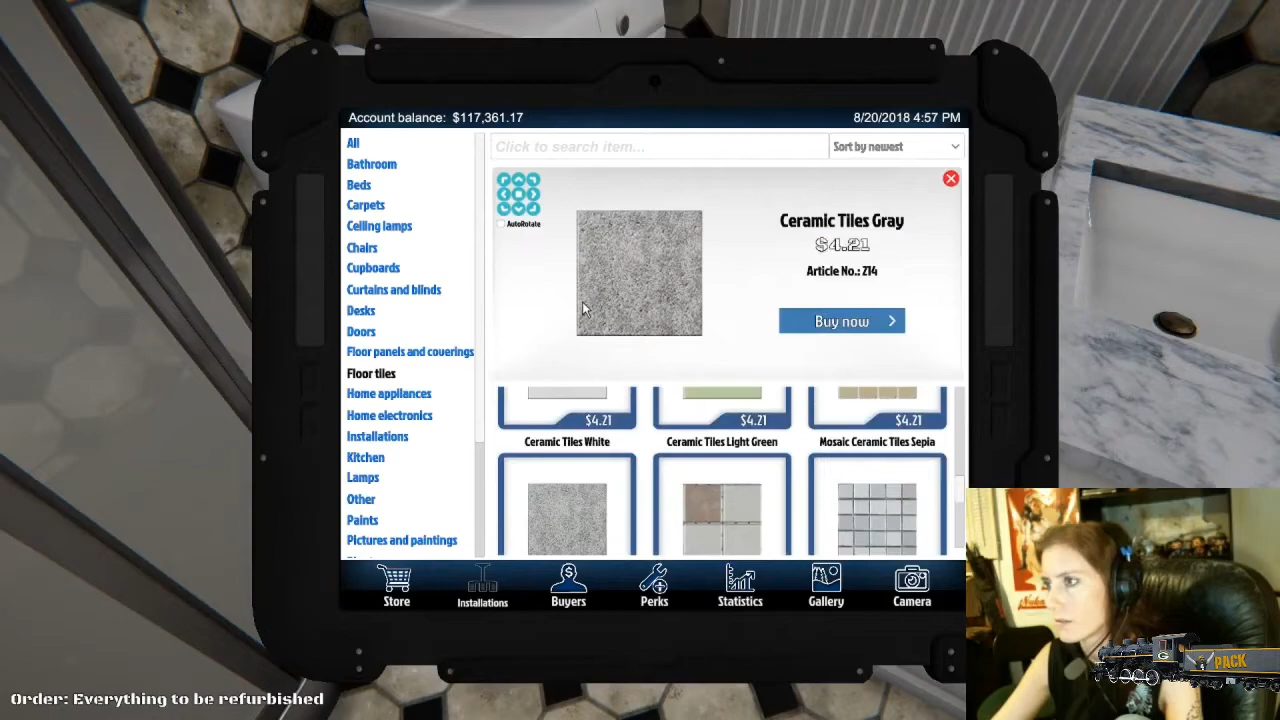 Account balance: $117,361.17
8/20/2018 4:57 PM
All
Bathroom
Beds
Carpets
Ceiling lamps
Chairs
Cupboards
Curtains and blinds
Desks
Doors
Floor panels and coverings
Floor tiles
Home appliances
Home electronics
Installations
Kitchen
Lamps
Other
Paints
Pictures and paintings
Click to search item...
Sort by newest
AutoRotate
Ceramic Tiles Gray
$4.21
Article No.: 214
Buy now
$4.21
$4.21
$4.21
Ceramic Tiles White
Ceramic Tiles Light Green
Mosaic Ceramic Tiles Sepia
Store
Installations
Buyers
Perks
Statistics
Gallery
Camera
Order: Everything to be refurbished
G
PACK